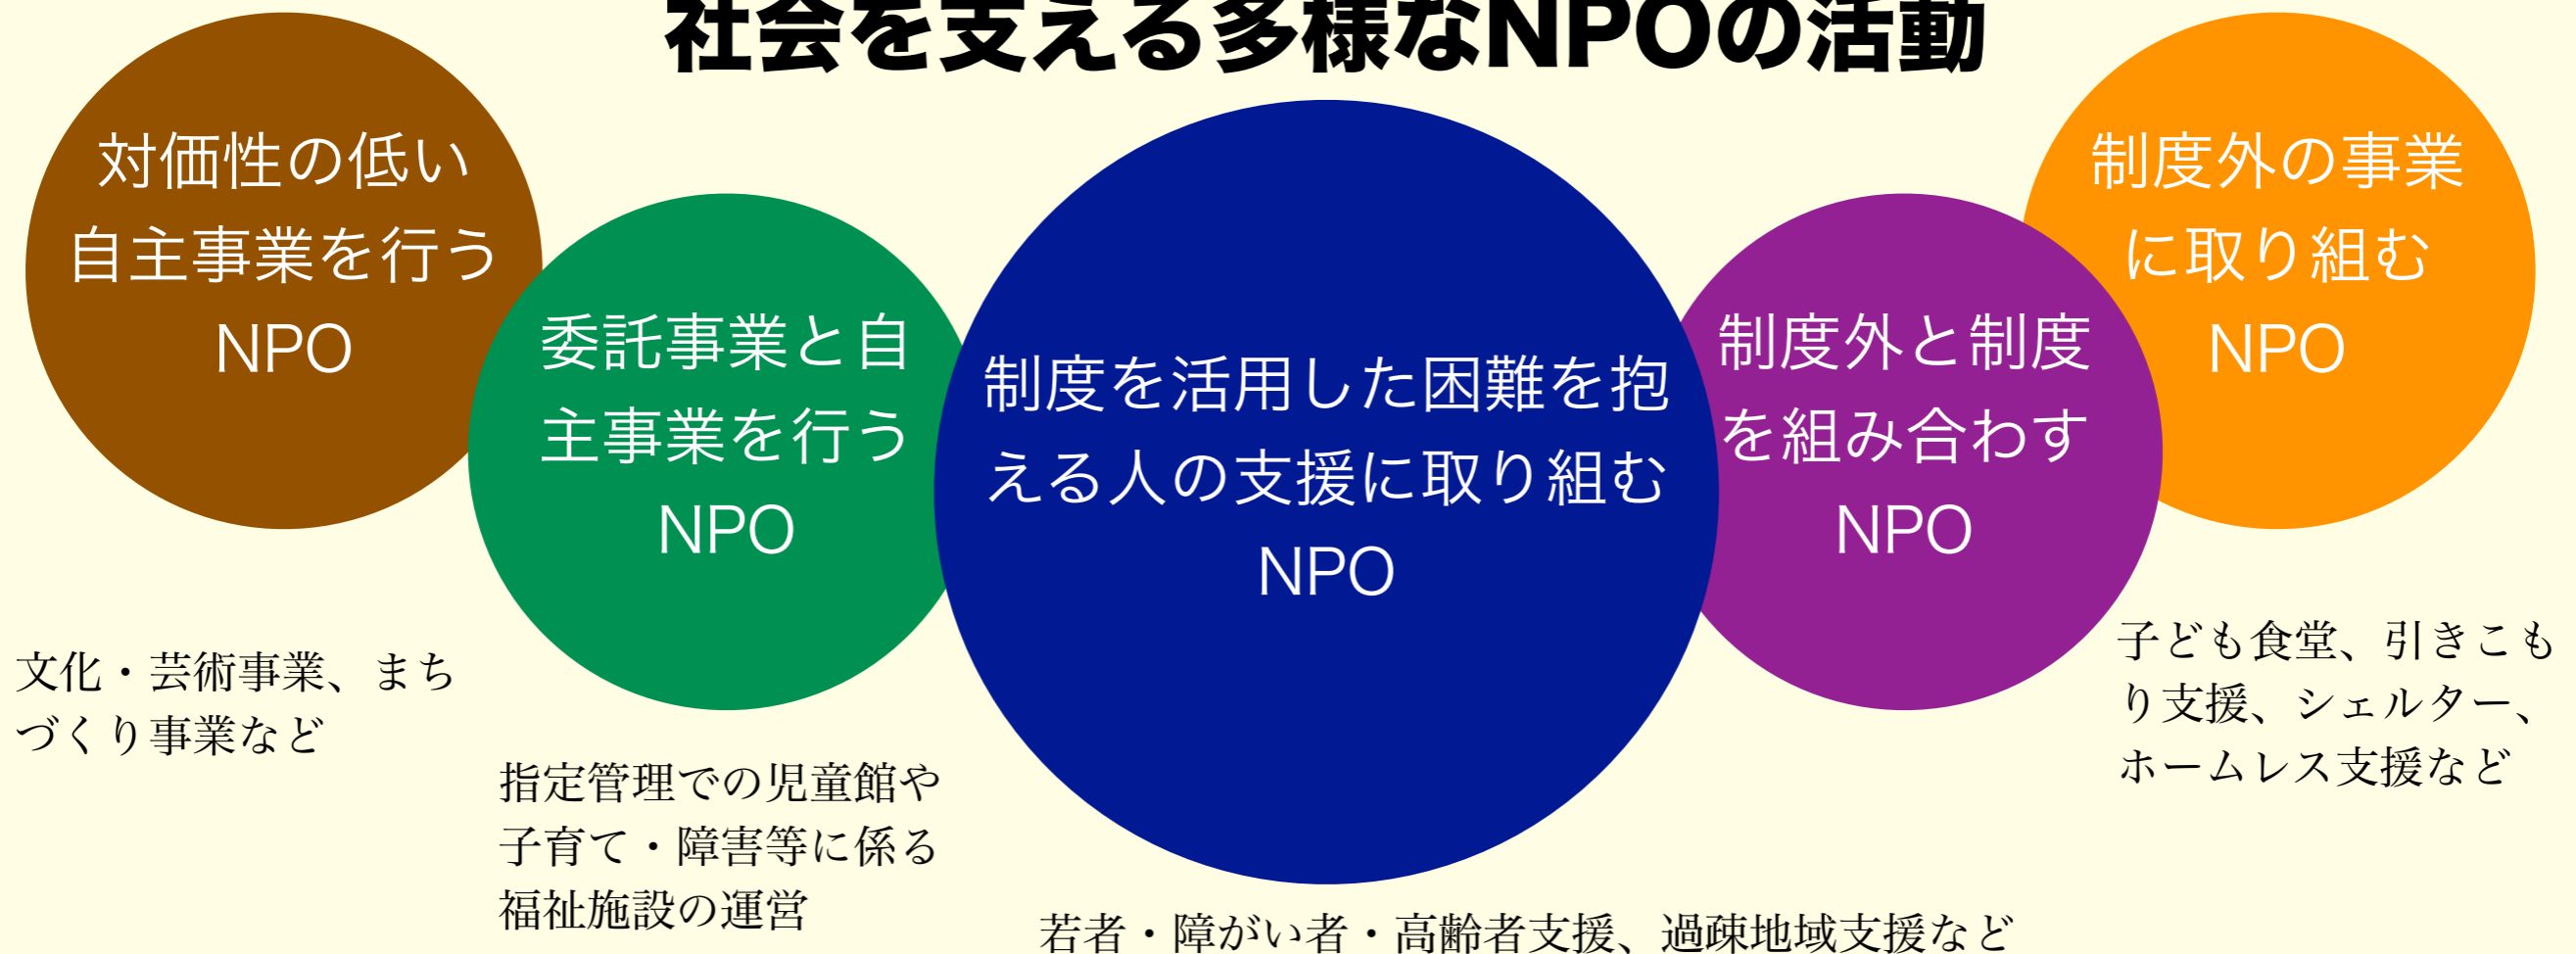 社会を支える多様なNPOの活動
対価性の低い
自主事業を行う
NPO
委託事業と自
主事業を行う
NPO
制度を活用した困難を抱
える人の支援に取り組む
NPO
制度外と制度
を組み合わす
NPO
制度外の事業
に取り組む
NPO
文化・芸術事業、まち
づくり事業など
指定管理での児童館や
子育て・障害等に係る
福祉施設の運営
若者・障がい者・高齢者支援、過疎地域支援など
子ども食堂、引きこも
り支援、シェルター、
ホームレス支援など